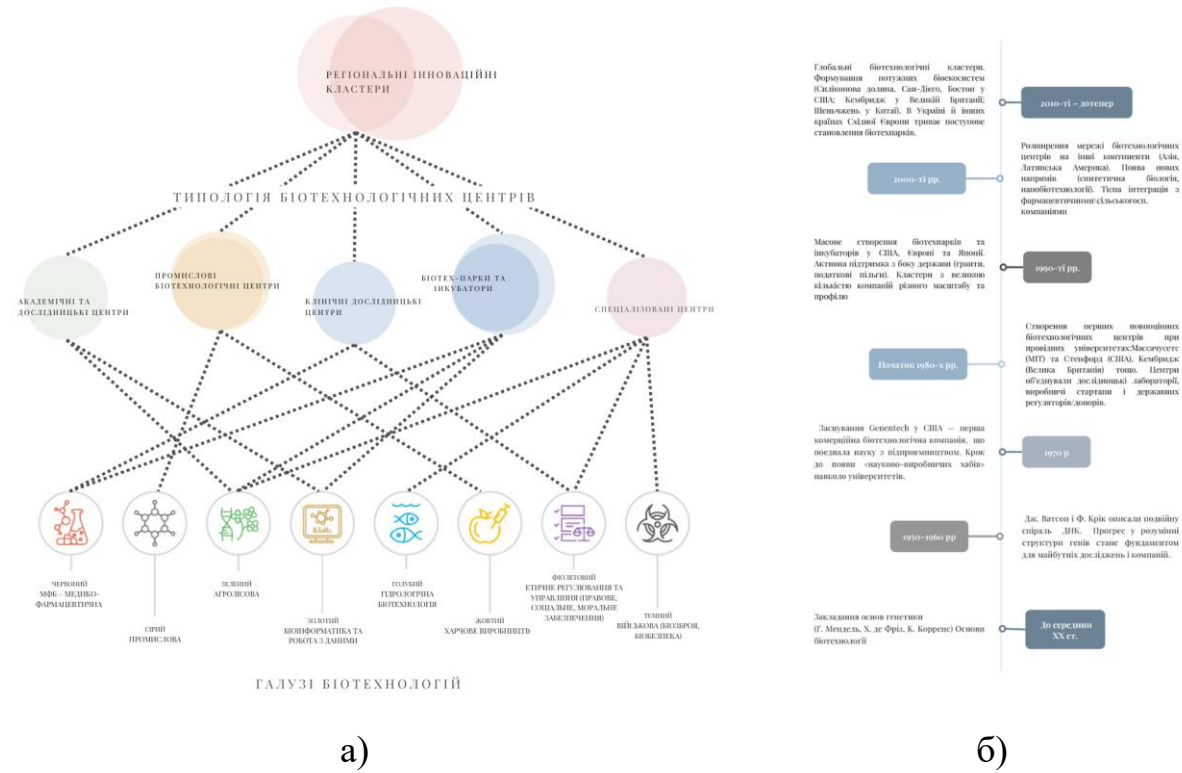 РЕГІОНАЛЬНІ ІННОВАЦІЙНІ
КЛАСТЕРИ
ТИПОЛОГІЯ БІОТЕХНОЛОГІЧНИХ ЦЕНТРІВ
АКАДЕМІЧНІ ТА
ДОСЛІДНИЦЬКІ ЦЕНТРИ
ПРОМИСЛОВІ
БІОТЕХНОЛОГІЧНІ ЦЕНТРИ
КЛІНІЧНІ ДОСЛІДНИЦЬКІ
ЦЕНТРИ
БІОТЕХ-ПАРКИ ТА
ІНКУБАТОРИ
СПЕЦІАЛІЗОВАНІ ЦЕНТРИ
ЧЕРВОНИЙ
МФБ – МЕДИКО-
ФАРМАЦЕВТИЧНА
СІРИЙ
ПРОМИСЛОВА
ЗЕЛЕНИЙ
АГРОЛІСОВА
ЗОЛОТИЙ
БІОІНФОРМАТИКА ТА
РОБОТА З ДАНИМИ
ГОЛУБИЙ
ГІДРОЛОГІЧНА
БІОТЕХНОЛОГІЯ
ЖОВТИЙ
ХАРЧОВЕ ВИРОБНИЦТВ
ФІОЛЕТОВИЙ
ЕТИЧНЕ РЕГУЛЮВАННЯ ТА
УПРАВЛІННЯ (ПРАВОВЕ,
СОЦІАЛЬНЕ, МОРАЛЬНЕ
ЗАБЕЗПЕЧЕННЯ)
ТЕМНИЙ
ВІЙСЬКОВА (БІОЗБРОЯ,
БІОБЕЗПЕКА)
ГАЛУЗІ БІОТЕХНОЛОГІЙ
а)
Глобальні біотехнологічні кластери.
Формування потужних біоекосистем
(Силіконова долина, Сан-Дієго, Бостон у
США; Кембридж у Великій Британії;
Шеньчжень у Китаї). В Україні й інших
країнах Східної Європи триває поступове
становлення біотехпарків.
2010-ті – дотепер
2000-ті рр.
Розширення мережі біотехнологічних
центрів на інші континенти (Азія,
Латинська Америка). Поява нових
напрямів (синтетична біологія,
нанобіотехнології). Тісна інтеграція з
фармацевтичними\сільськогосп.
компаніями
Масове створення біотехпарків та
інкубаторів у США, Європі та Японії.
Активна підтримка з боку держави (гранти,
податкові пільги). Кластери з великою
кількістю компаній різного масштабу та
профілю
1990-ті рр.
Початок 1980-х рр.
Створення перших повноцінних
біотехнологічних центрів при
провідних університетах:Массачусетс
(МІТ) та Стенфорд (США), Кембридж
(Велика Британія) тощо. Центри
об'єднували дослідницькі лабораторії,
виробничі стартапи і державних
регуляторів/донорів.
Заснування Genentech у США — перша
комерційна біотехнологічна компанія, що
поєднала науку з підприємництвом. Крок
до появи «науково-виробничих хабів»
навколо університетів.
1970 р
1950–1960 рр
Дж. Ватсон і Ф. Крік описали подвійну
спіраль ДНК. Прогрес у розумінні
структури генів стане фундаментом
для майбутніх досліджень і компаній.
Закладання основ генетики
(Г. Мендель, Х. де Фріз, К. Корренс) Основи
біотехнології
До середини
XX ст.
б)